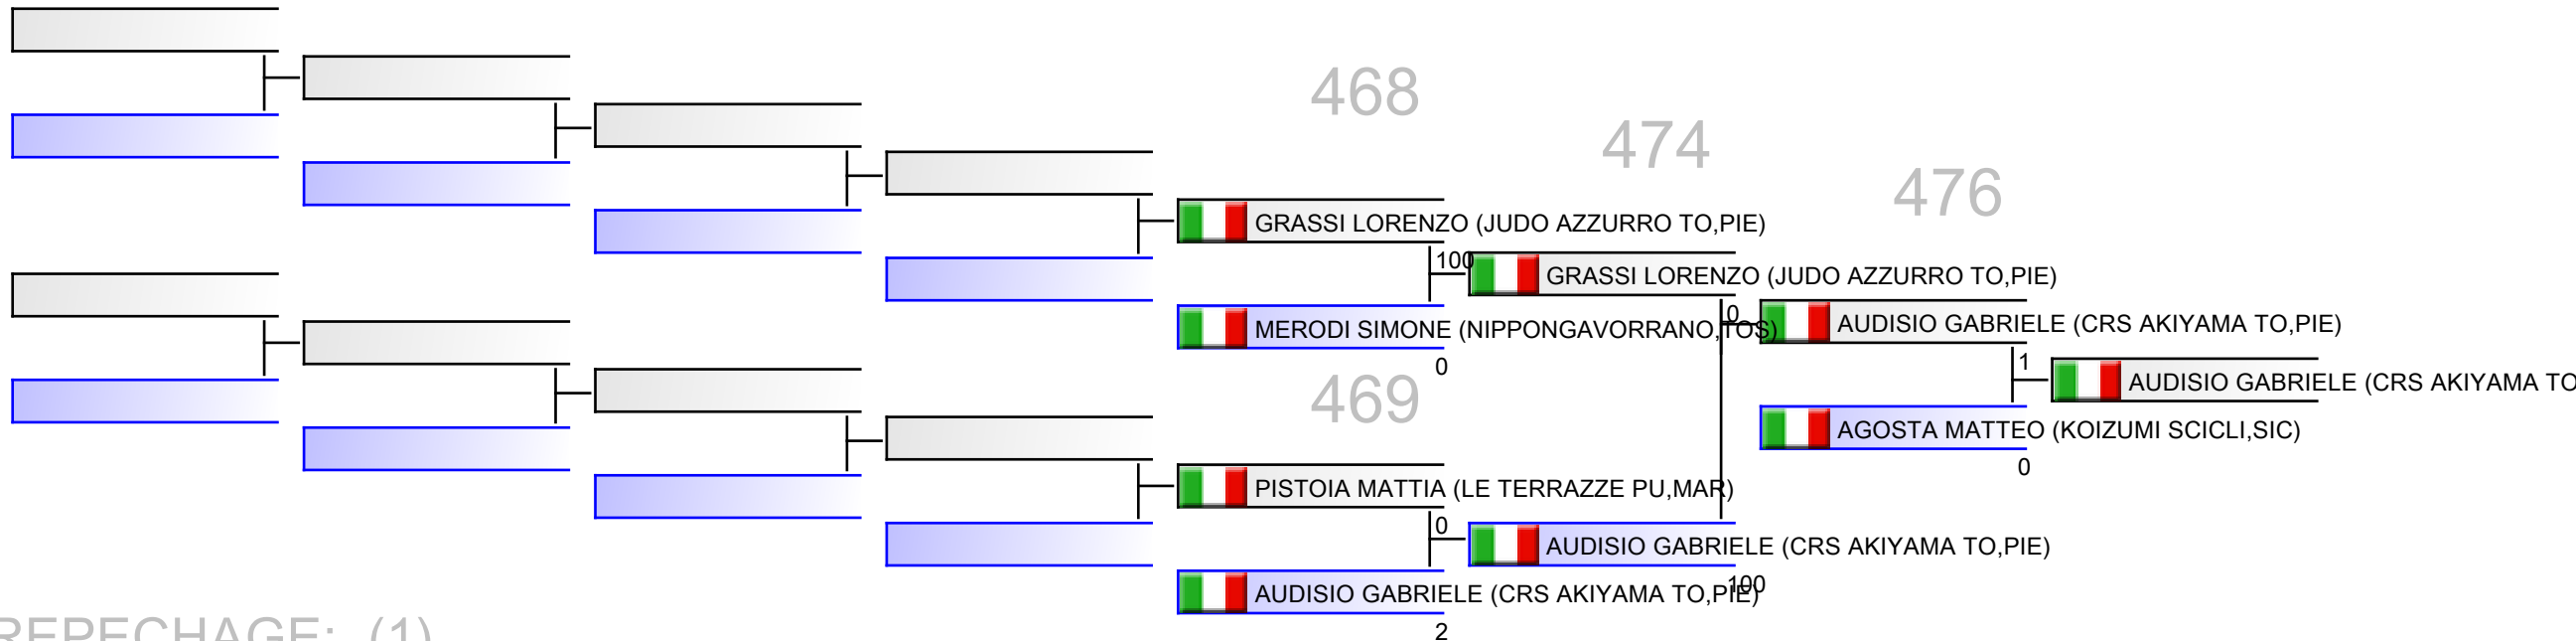 468
474
476
GRASSI LORENZO (JUDO AZZURRO TO,PIE)
100
GRASSI LORENZO (JUDO AZZURRO TO,PIE)
0
MERODI SIMONE (NIPPONGAVORRANO,TOS)
AUDISIO GABRIELE (CRS AKIYAMA TO,PIE)
0
1
469
AUDISIO GABRIELE (CRS AKIYAMA TO
AGOSTA MATTEO (KOIZUMI SCICLI,SIC)
0
PISTOIA MATTIA (LE TERRAZZE PU,MAR)
0
AUDISIO GABRIELE (CRS AKIYAMA TO,PIE)
100
AUDISIO GABRIELE (CRS AKIYAMA TO,PIE)
2
REPECHAGE: (1)